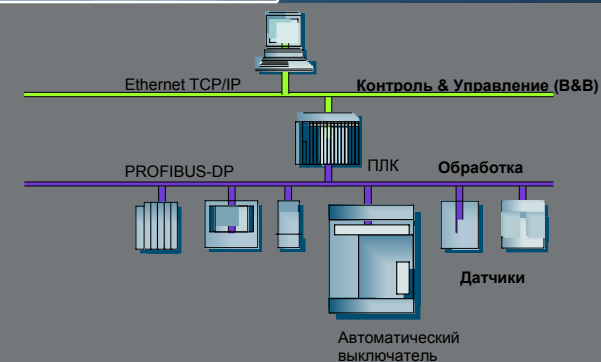 Ethernet TCP/IP
Контроль & Управление (B&B)
ПЛК
PROFIBUS-DP
Обработка
Датчики
Автоматический
выключатель